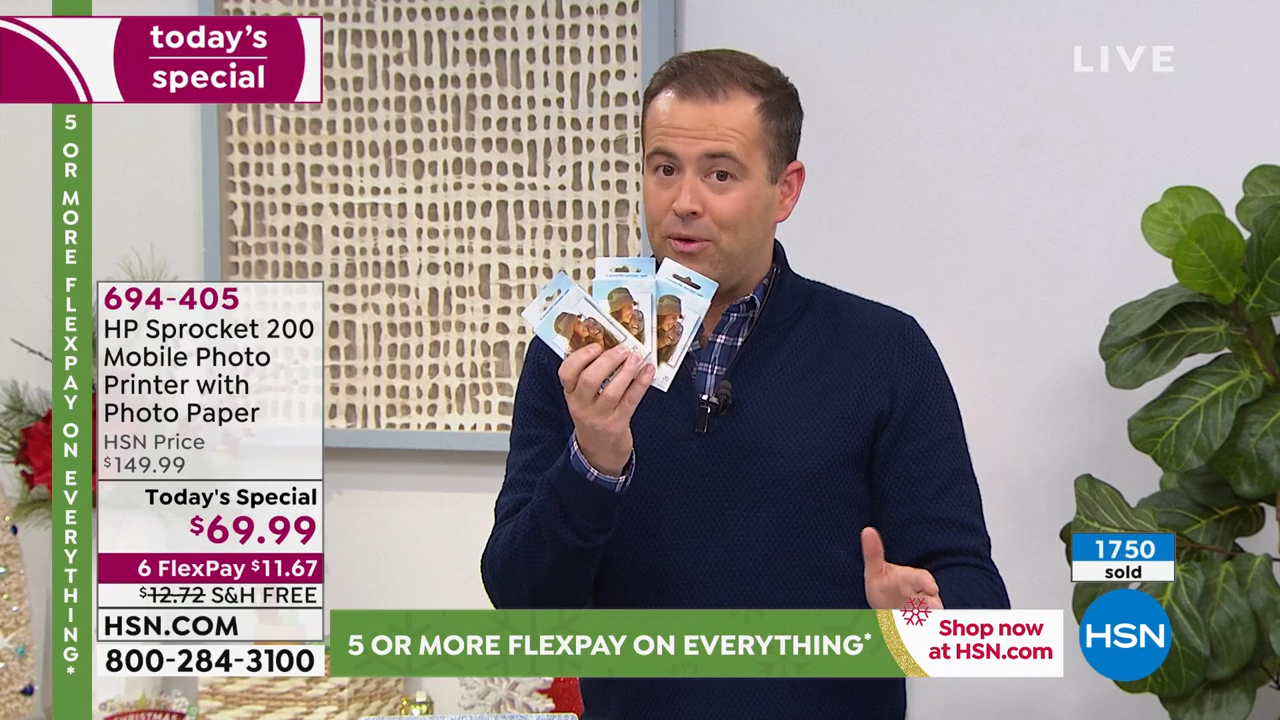 today's
special
LIVE
5 OR MORE FLEXPAY ON EVERYTHING*
694-405
HP Sprocket 200
Mobile Photo
Printer with
Photo Paper
HSN Price
$149.99
Today's Special
$69.99
6 FlexPay $11.67
$12.72 S&H FREE
HSN.COM
800-284-3100
5 OR MORE FLEXPAY ON EVERYTHING*
Shop now
at HSN.com
1750
sold
HSN
20